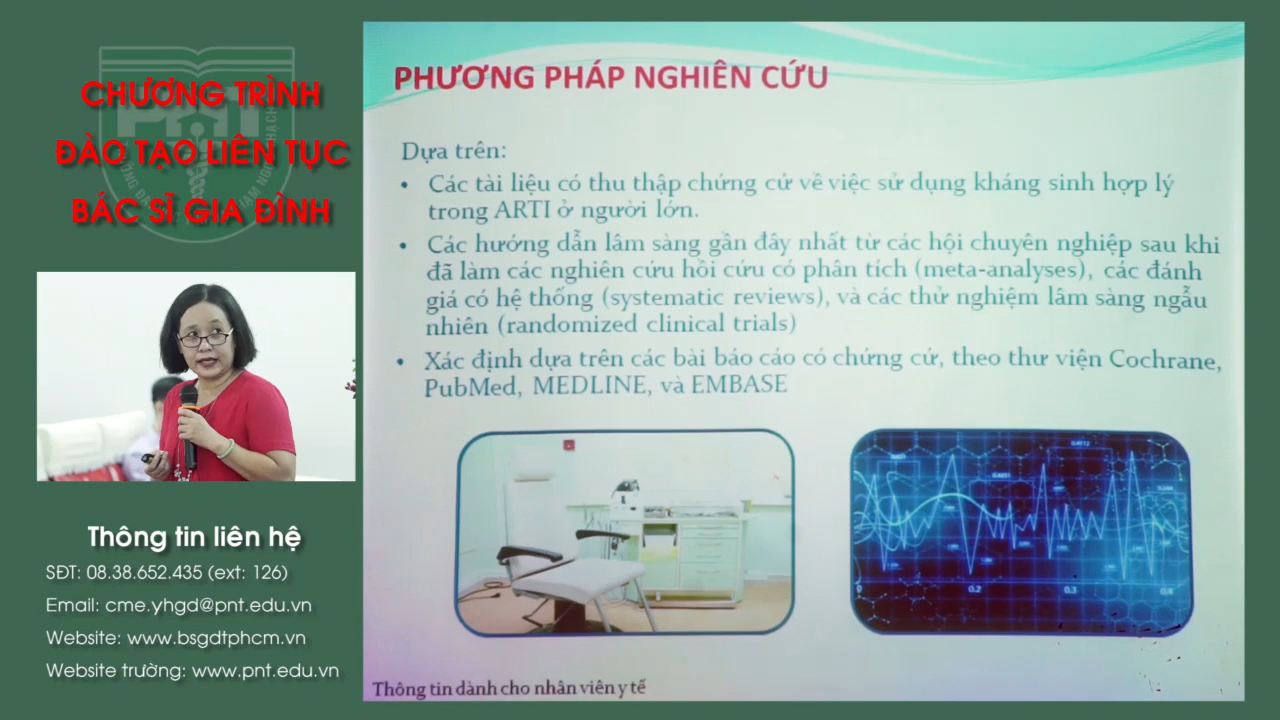 CHƯƠNG TRÌNH
ĐÀO TẠO LIÊN TỤC
BÁC SĨ GIA ĐÌNH
PNT
Thông tin liên hệ
SĐT: 08.38.652.435 (ext: 126)
Email: cme.yhgd@pnt.edu.vn
Website: www.bsgdtphcm.vn
Website trường: www.pnt.edu.vn
PHƯƠNG PHÁP NGHIÊN CỨU
Dựa trên:
• Các tài liệu có thu thập chứng cứ về việc sử dụng kháng sinh hợp lý
trong ARTI ở người lớn.
• Các hướng dẫn lâm sàng gần đây nhất từ các hội chuyên nghiệp sau khi
đã làm các nghiên cứu hồi cứu có phân tích (meta-analyses), các đánh
giá có hệ thống (systematic reviews), và các thử nghiệm lâm sàng ngẫu
nhiên (randomized clinical trials)
• Xác định dựa trên các bài báo cáo có chứng cứ, theo thư viện Cochrane,
PubMed, MEDLINE, và EMBASE
0.2
0.3
0.4
Thông tin dành cho nhân viên y tế